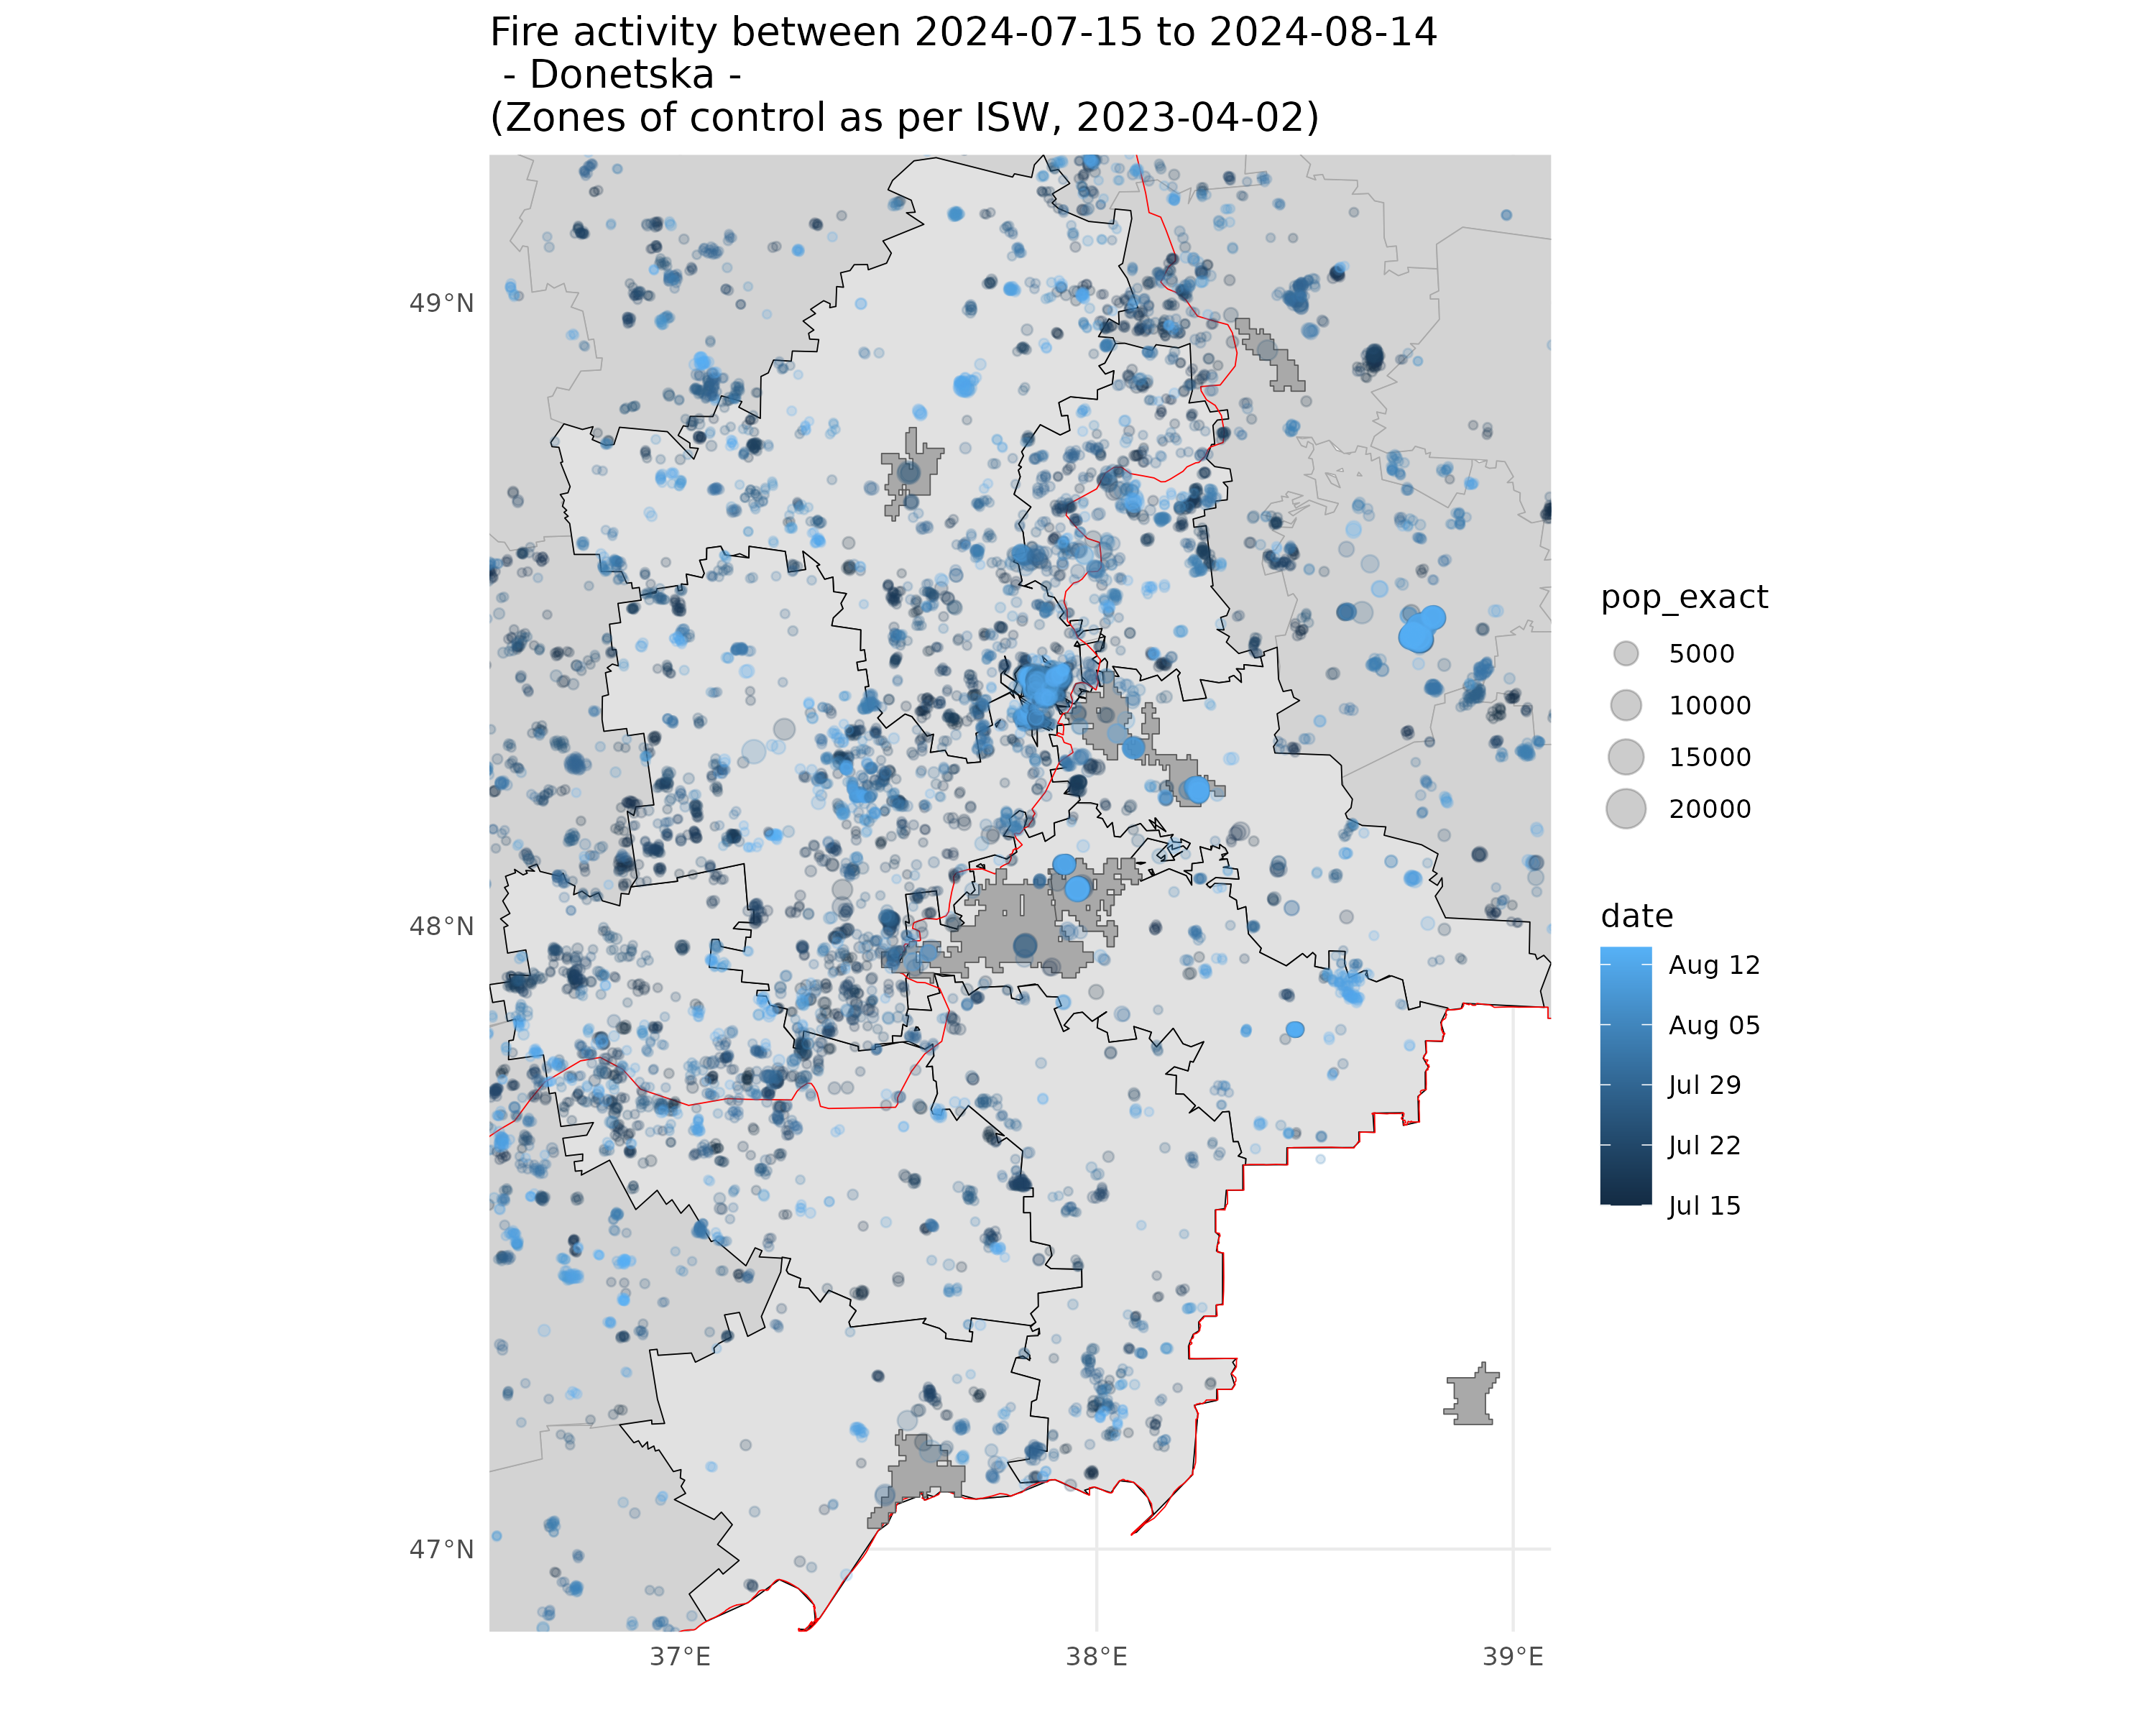 Fire activity between 2024-07-15 to 2024-08-14
- Donetska -
(Zones of control as per ISW, 2023-04-02)
49°N
48°N
47°N
37°E
38°E
39°E
pop_exact
5000
10000
15000
20000
date
Aug 12
Aug 05
Jul 29
Jul 22
Jul 15